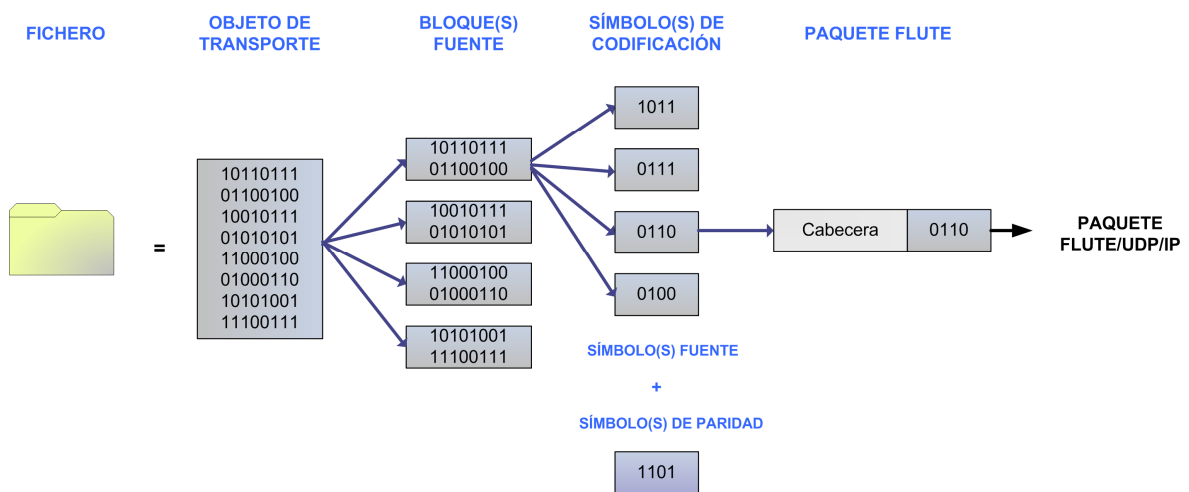 FICHERO
OBJETO DE
TRANSPORTE
BLOQUE(S)
FUENTE
SÍMBOLO(S) DE
CODIFICACIÓN
PAQUETE FLUTE
=
10110111
01100100
10010111
01010101
11000100
01000110
10101001
11100111
10110111
01100100
10010111
01010101
11000100
01000110
10101001
11100111
1011
0111
0110
0100
Cabecera
0110
PAQUETE
FLUTE/UDP/IP
SÍMBOLO(S) FUENTE
+
SÍMBOLO(S) DE PARIDAD
1101